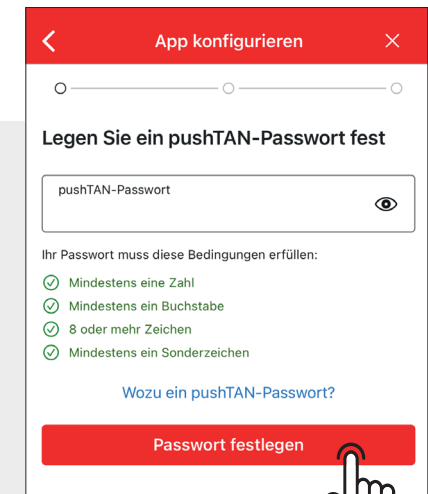 App konfigurieren
Legen Sie ein pushTAN-Passwort fest
pushTAN-Passwort
Ihr Passwort muss diese Bedingungen erfüllen:
Mindestens eine Zahl
Mindestens ein Buchstabe
8 oder mehr Zeichen
Mindestens ein Sonderzeichen
Wozu ein pushTAN-Passwort?
Passwort festlegen